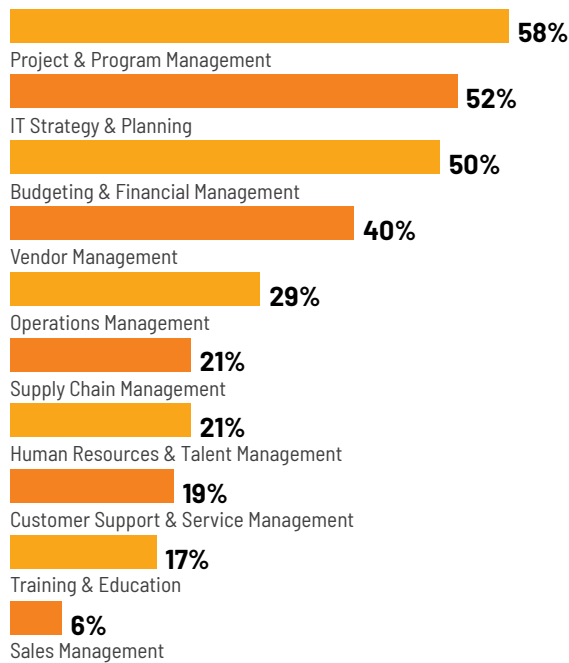 58%
Project & Program Management
52%
IT Strategy & Planning
50%
Budgeting & Financial Management
40%
Vendor Management
29%
Operations Management
21%
Supply Chain Management
21%
Human Resources & Talent Management
19%
Customer Support & Service Management
17%
Training & Education
6%
Sales Management